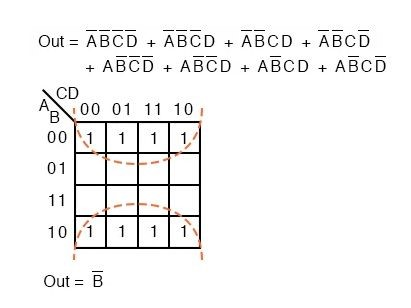 Out = A̅B̅C̅D̅ + A̅B̅C̅D + A̅B̅CD + A̅B̅CD̅
+ AB̅C̅D̅ + AB̅C̅D + AB̅CD + AB̅CD̅
CD
A
B
00 01 11 10
00 1 1 1 1
01
11
10 1 1 1 1
Out = B̅